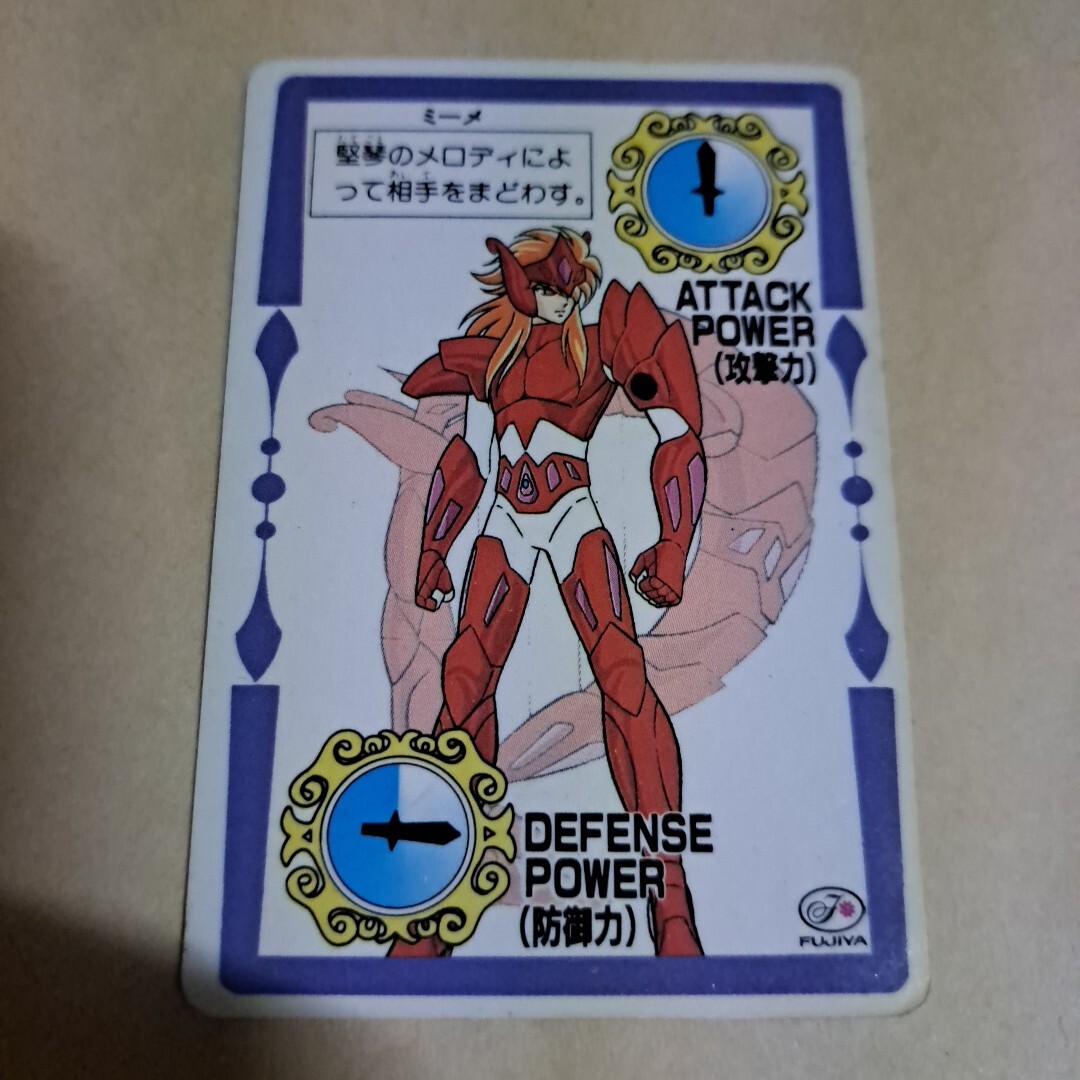 ミーメ
堅琴のメロディによ
って相手をまどわす。
ATTACK
POWER
(攻撃力)
DEFENSE
POWER
(防御力)
FUJIYA